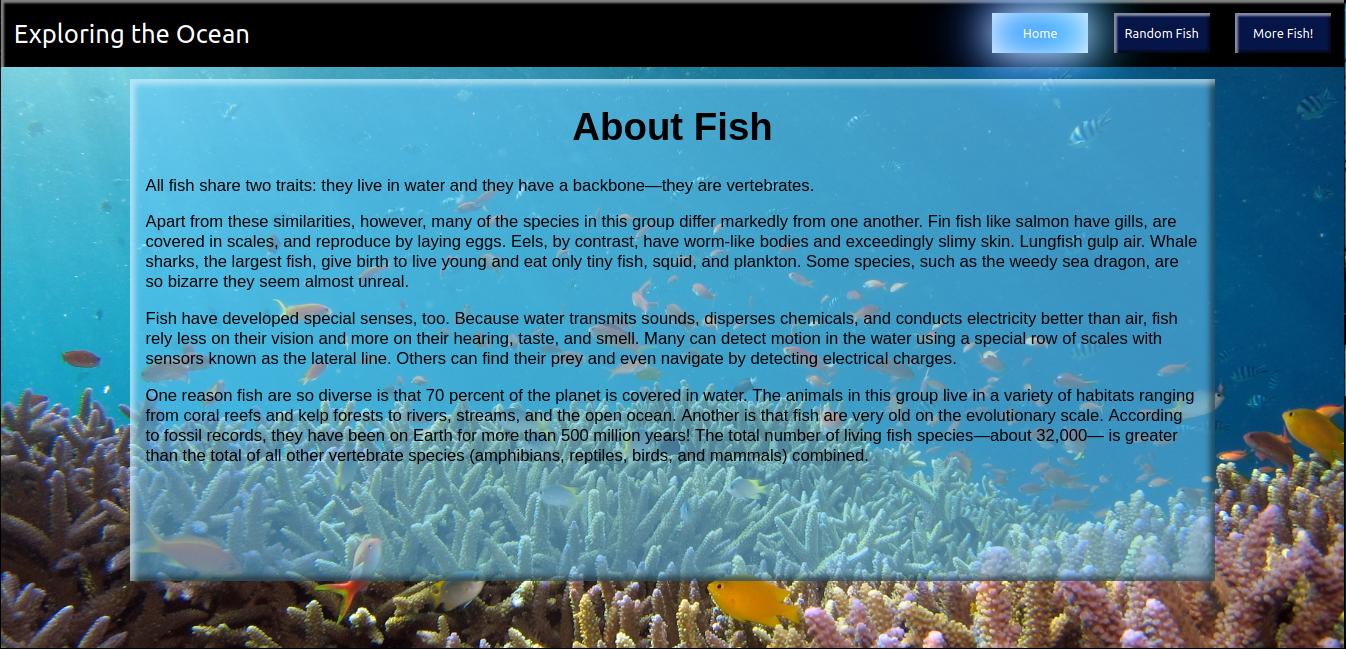 Exploring the Ocean
Home
Random Fish
More Fish!
About Fish
All fish share two traits: they live in water and they have a backbone—they are vertebrates.
Apart from these similarities, however, many of the species in this group differ markedly from one another. Fin fish like salmon have gills, are
covered in scales, and reproduce by laying eggs. Eels, by contrast, have worm-like bodies and exceedingly slimy skin. Lungfish gulp air. Whale
sharks, the largest fish, give birth to live young and eat only tiny fish, squid, and plankton. Some species, such as the weedy sea dragon, are
so bizarre they seem almost unreal.
Fish have developed special senses, too. Because water transmits sounds, disperses chemicals, and conducts electricity better than air, fish
rely less on their vision and more on their hearing, taste, and smell. Many can detect motion in the water using a special row of scales with
sensors known as the lateral line. Others can find their prey and even navigate by detecting electrical charges.
One reason fish are so diverse is that 70 percent of the planet is covered in water. The animals in this group live in a variety of habitats ranging
from coral reefs and kelp forests to rivers, streams, and the open ocean. Another is that fish are very old on the evolutionary scale. According
to fossil records, they have been on Earth for more than 500 million years! The total number of living fish species—about 32,000— is greater
than the total of all other vertebrate species (amphibians, reptiles, birds, and mammals) combined.